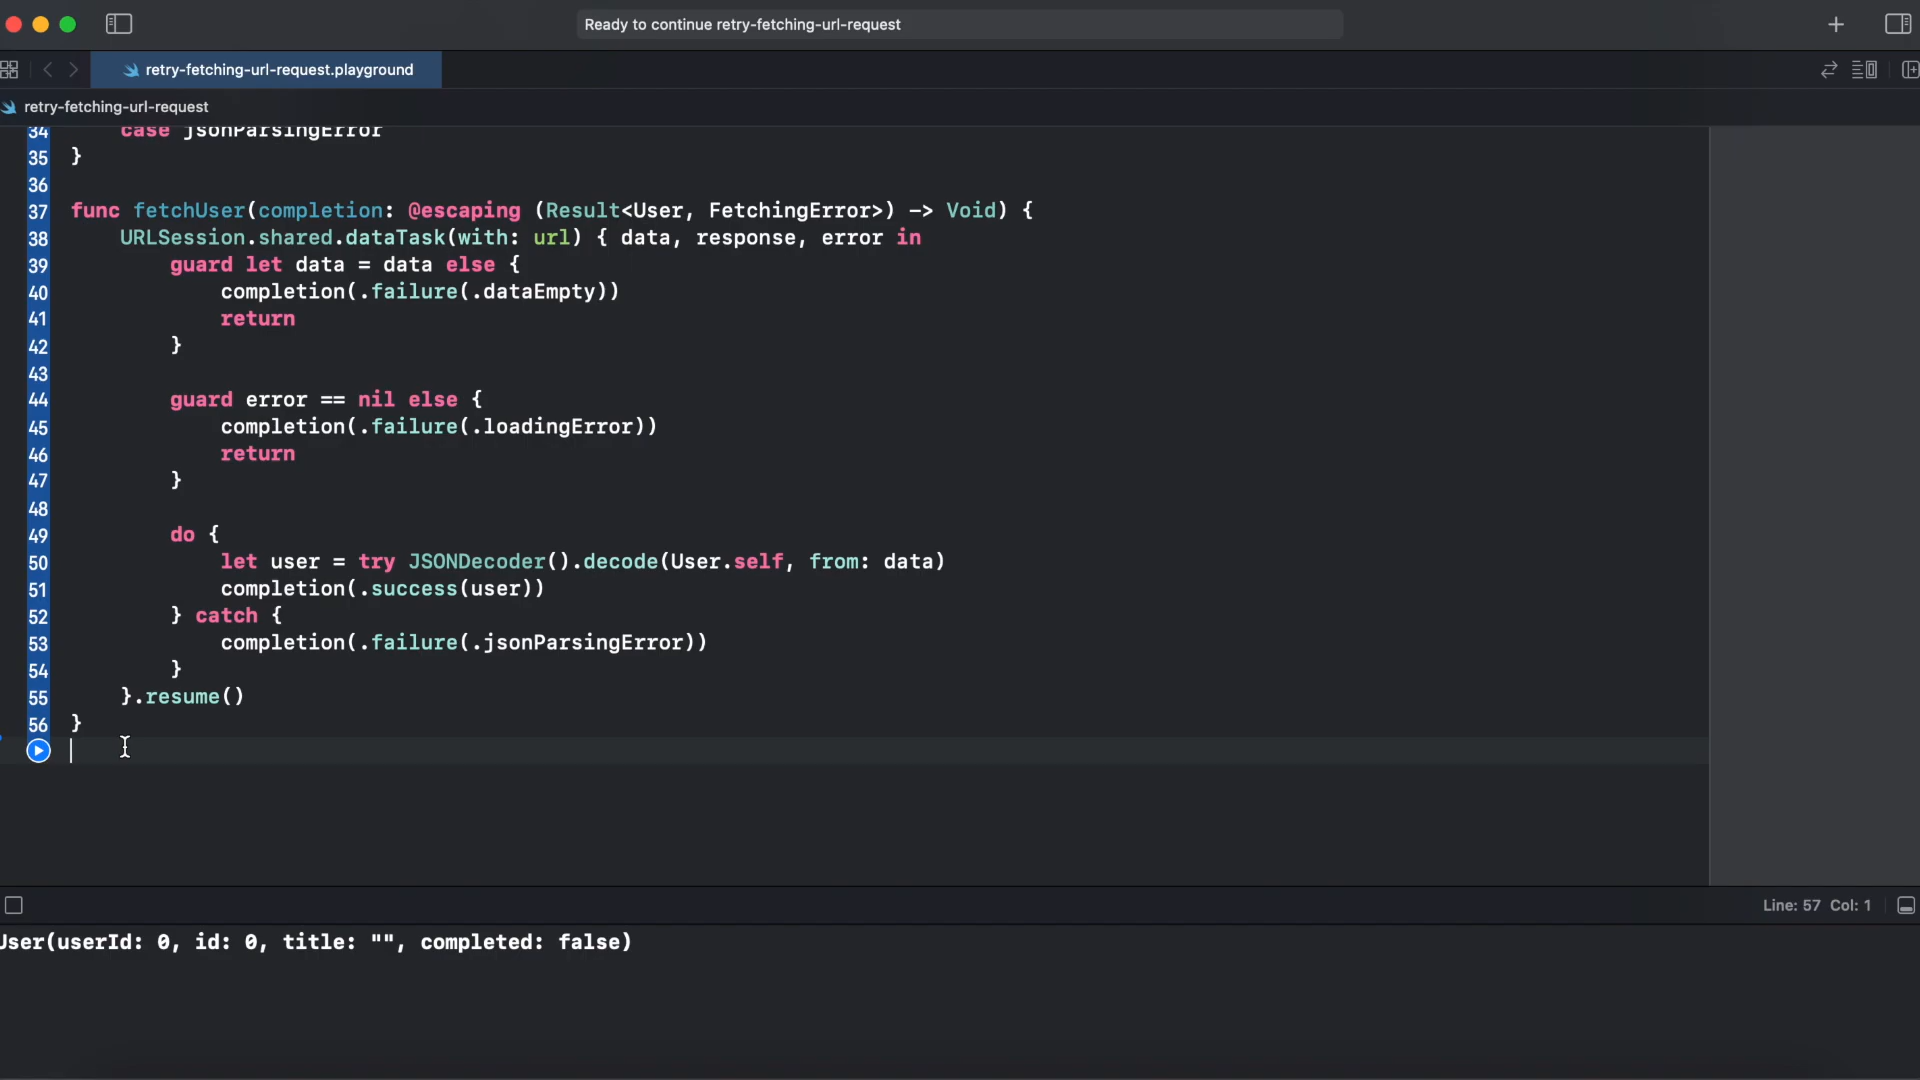 Ready to continue retry-fetching-url-request
retry-fetching-url-request.playground
retry-fetching-url-request
34     case jsonParsingError
35 }
36
37 func fetchUser(completion: @escaping (Result<User, FetchingError>) -> Void) {
38     URLSession.shared.dataTask(with: url) { data, response, error in
39         guard let data = data else {
40             completion(.failure(.dataEmpty))
41             return
42         }
43
44         guard error == nil else {
45             completion(.failure(.loadingError))
46             return
47         }
48
49         do {
50             let user = try JSONDecoder().decode(User.self, from: data)
51             completion(.success(user))
52         } catch {
53             completion(.failure(.jsonParsingError))
54         }
55     }.resume()
56 }
Line: 57 Col: 1
User(userId: 0, id: 0, title: "", completed: false)